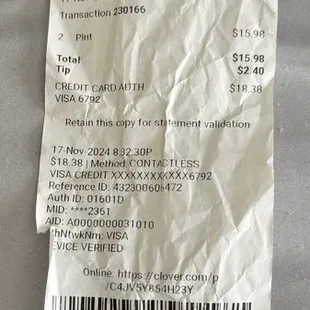 Transaction 230166
2 Pint $15.98
Total $15.98
Tip $2.40
CREDIT CARD AUTH $18.38
VISA 6792
Retain this copy for statement validation
17-Nov-2024 8:32:30P
$18.38 | Method: CONTACTLESS
VISA CREDIT XXXXXXXXXXXX6792
Reference ID: 432300606472
Auth ID: 01601D
MID: ****2361
AID: A0000000031010
thNtwkNm: VISA
EVICE VERIFIED
Online: https://clover.com/p
/C4JV5Y854H23Y